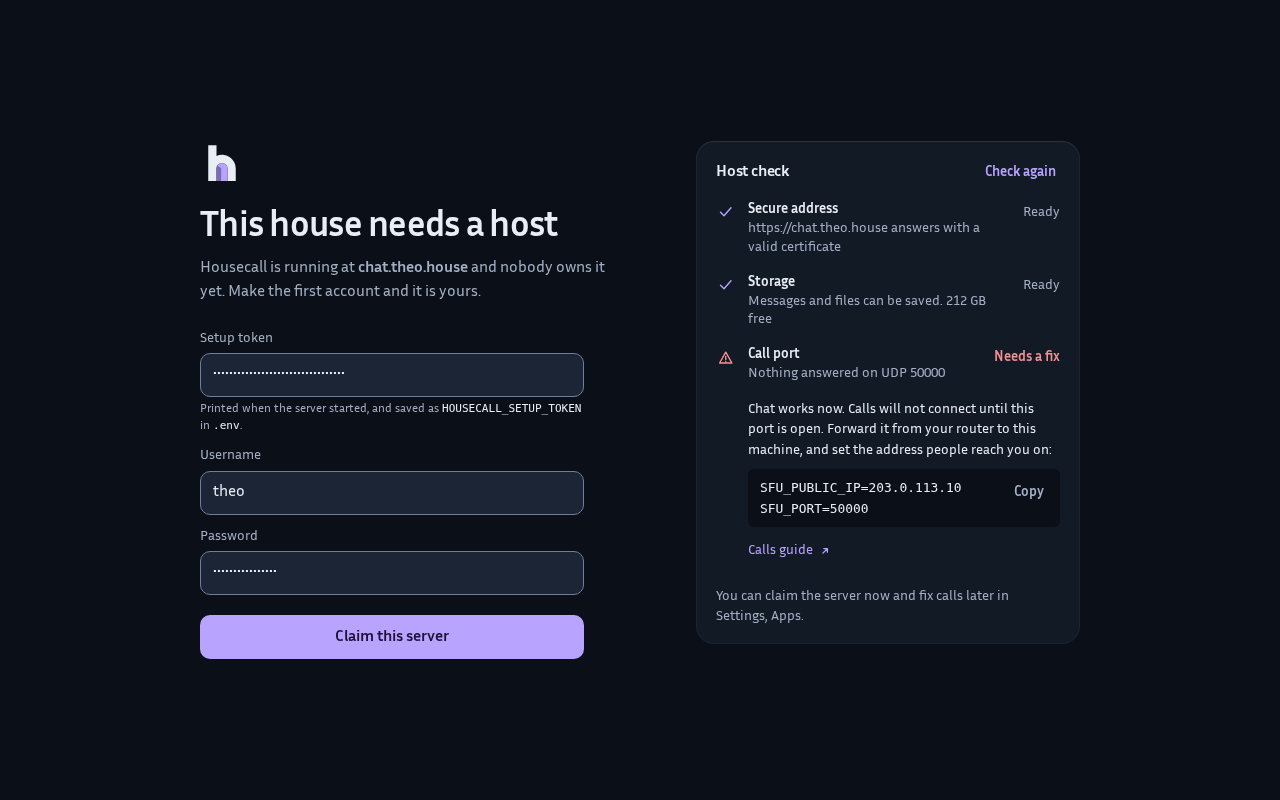 h
This house needs a host
Housecall is running at chat.theo.house and nobody owns it
yet. Make the first account and it is yours.
Setup token
•••••••••••••••••••••••••••••••••
Printed when the server started, and saved as HOUSECALL_SETUP_TOKEN
in .env.
Username
theo
Password
••••••••••••••••
Claim this server
Host check
Check again
Secure address
Ready
https://chat.theo.house answers with a
valid certificate
Storage
Ready
Messages and files can be saved. 212 GB
free
Call port
Needs a fix
Nothing answered on UDP 50000
Chat works now. Calls will not connect until this
port is open. Forward it from your router to this
machine, and set the address people reach you on:
SFU_PUBLIC_IP=203.0.113.10
Copy
SFU_PORT=50000
Calls guide ↗
You can claim the server now and fix calls later in
Settings, Apps.